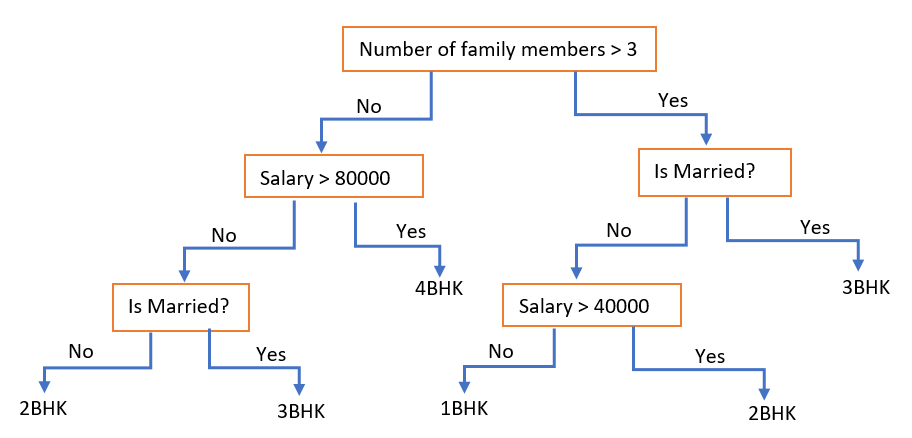 Number of family members > 3
No
Yes
Salary > 80000
Is Married?
No
Yes
No
Yes
4BHK
3BHK
Is Married?
Salary > 40000
No
Yes
No
Yes
2BHK
3BHK
1BHK
2BHK